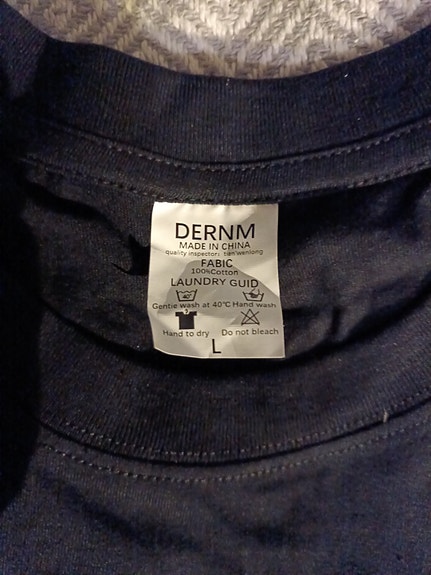 DERNM
MADE IN CHINA
quality inspector: tian wenlong
FABIC
100%Cotton
LAUNDRY GUID
Gentle wash at 40℃ Hand wash
Hand to dry Do not bleach
L